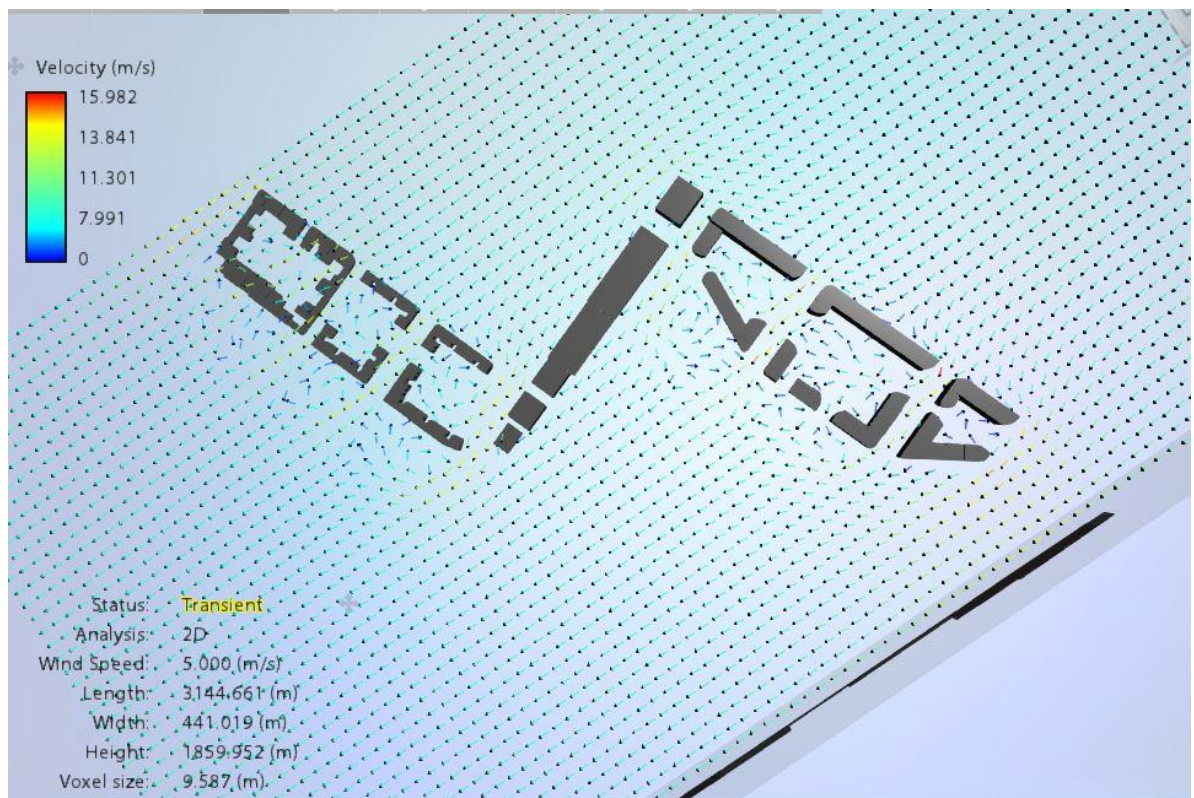 Velocity (m/s)
15.982
13.841
11.301
7.991
0
Status: Transient
Analysis: 2D
Wind Speed: 5.000 (m/s)
Length: 3144.661 (m)
Width: 441.019 (m)
Height: 1859.952 (m)
Voxel size: 9.587 (m)